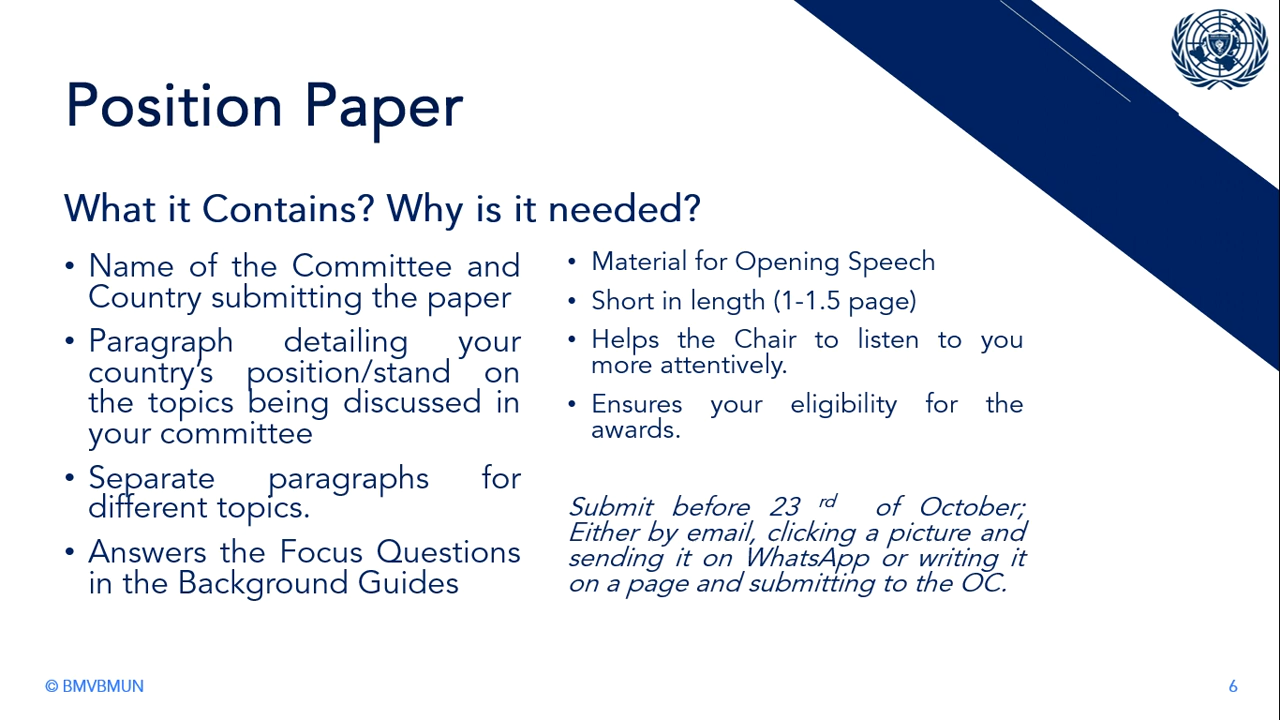 Position Paper
What it Contains? Why is it needed?
• Name of the Committee and
Country submitting the paper
• Paragraph detailing your
country's position/stand on
the topics being discussed in
your committee
• Separate paragraphs for
different topics.
• Answers the Focus Questions
in the Background Guides
• Material for Opening Speech
• Short in length (1-1.5 page)
• Helps the Chair to listen to you
more attentively.
• Ensures your eligibility for the
awards.
Submit before 23 rd of October;
Either by email, clicking a picture and
sending it on WhatsApp or writing it
on a page and submitting to the OC.
© BMVBMUN
6